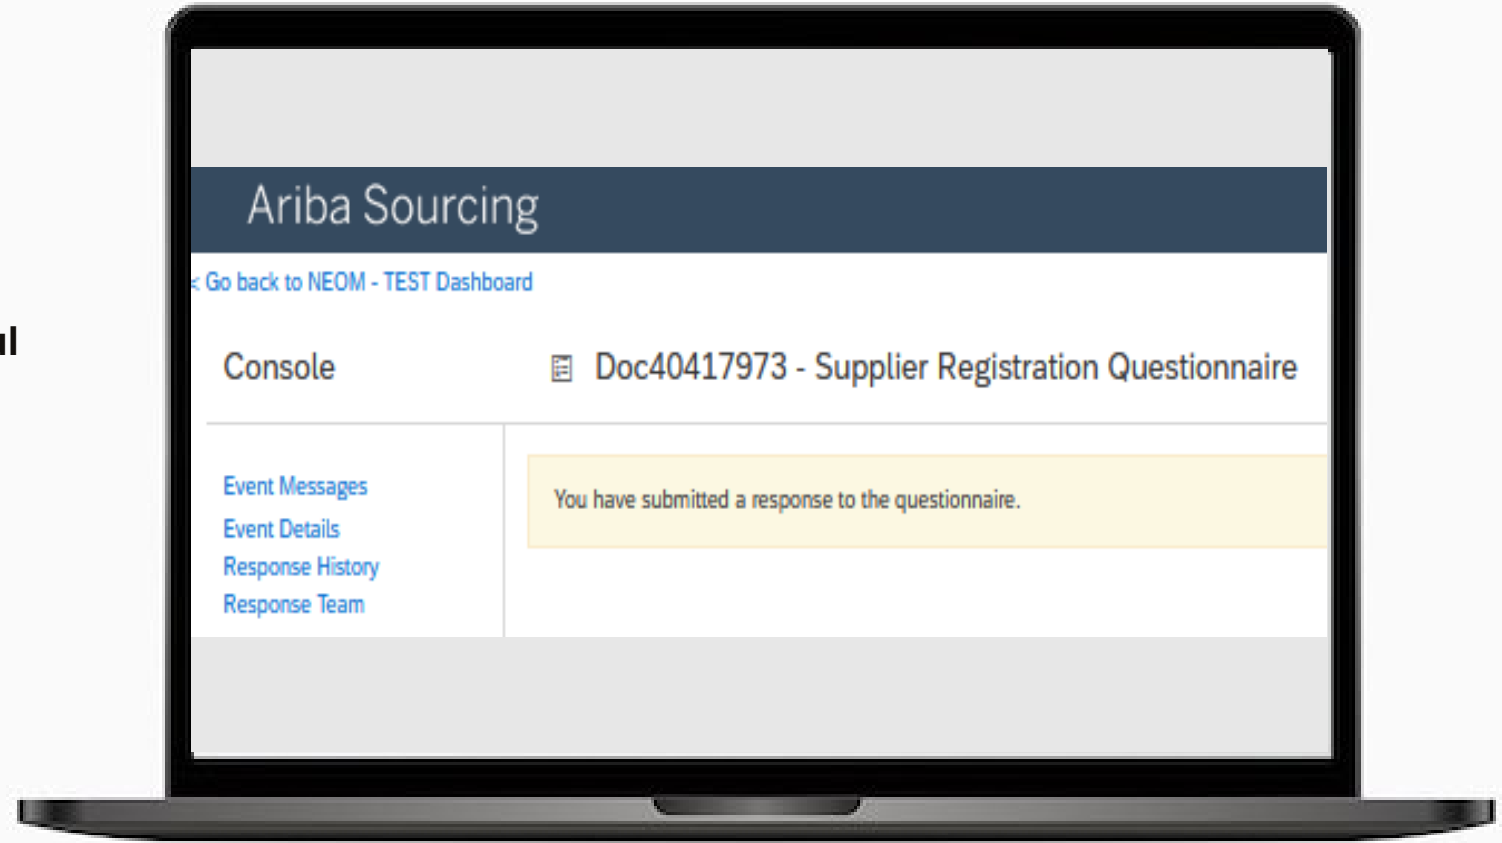 Ariba Sourcing
< Go back to NEOM - TEST Dashboard
Console
Doc40417973 - Supplier Registration Questionnaire
Event Messages
Event Details
Response History
Response Team
You have submitted a response to the questionnaire.